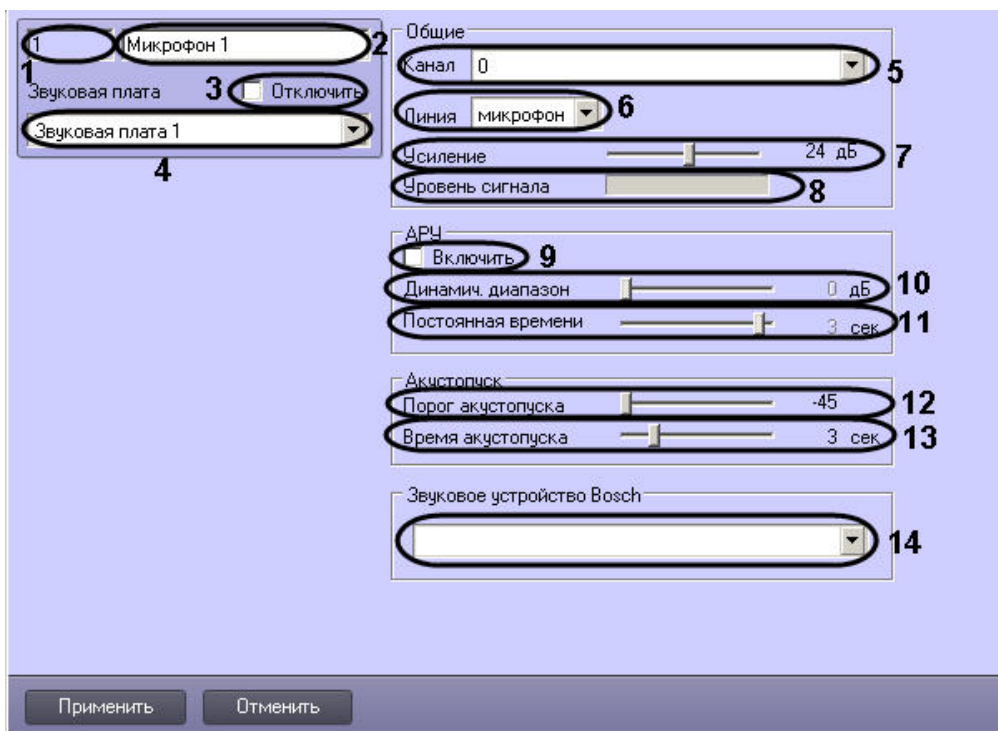 1
Микрофон 1
2
1
Звуковая плата
3
Отключить
Звуковая плата 1
4
Общие
Канал
0
5
Линия
микрофон
6
Усиление
24 дБ
7
Уровень сигнала
8
АРУ
Включить
9
Динамич. диапазон
0 дБ
10
Постоянная времени
3 сек
11
Акустопуск
Порог акустопуска
-45
12
Время акустопуска
3 сек
13
Звуковое устройство Bosch
14
Применить
Отменить